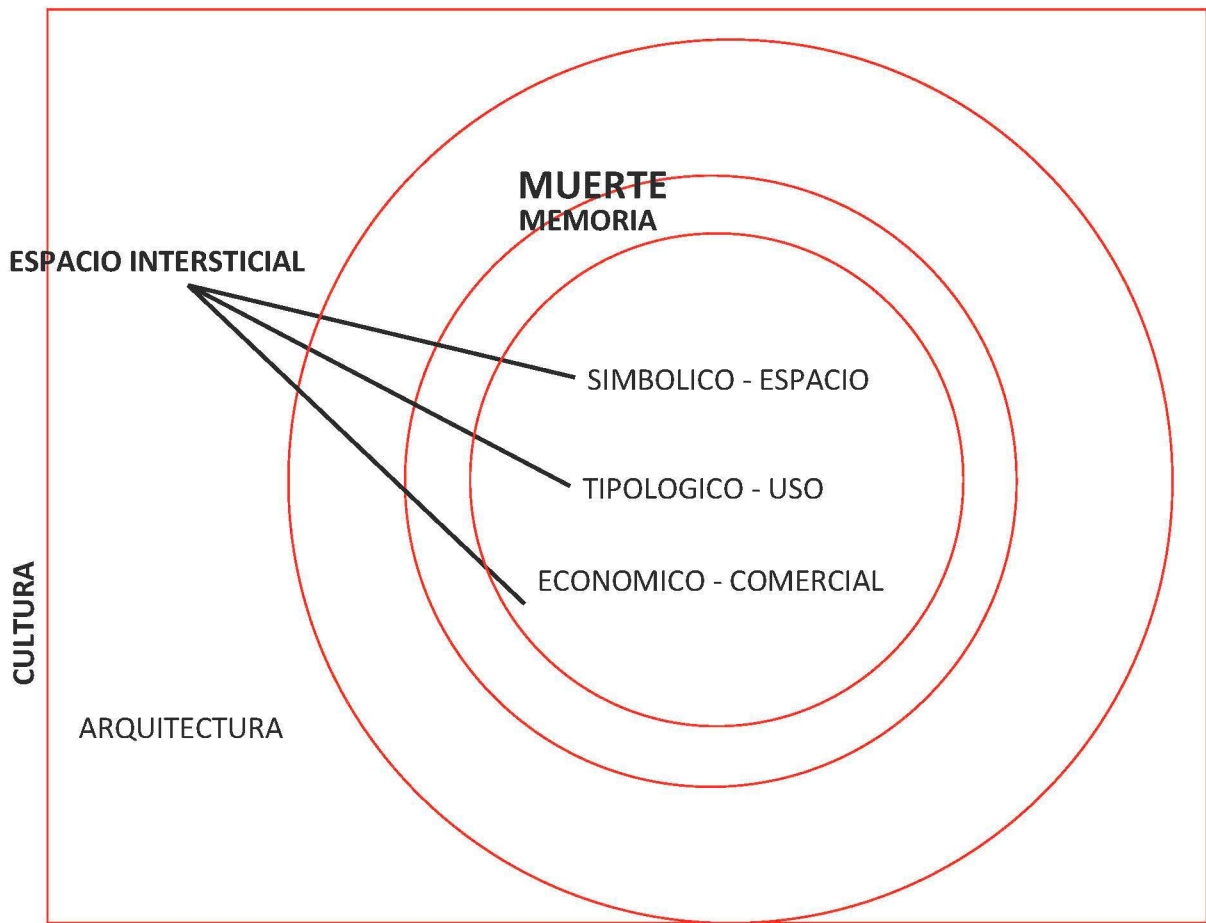 MUERTE
MEMORIA
ESPACIO INTERSTICIAL
SIMBOLICO - ESPACIO
TIPOLOGICO - USO
ECONOMICO - COMERCIAL
CULTURA
ARQUITECTURA